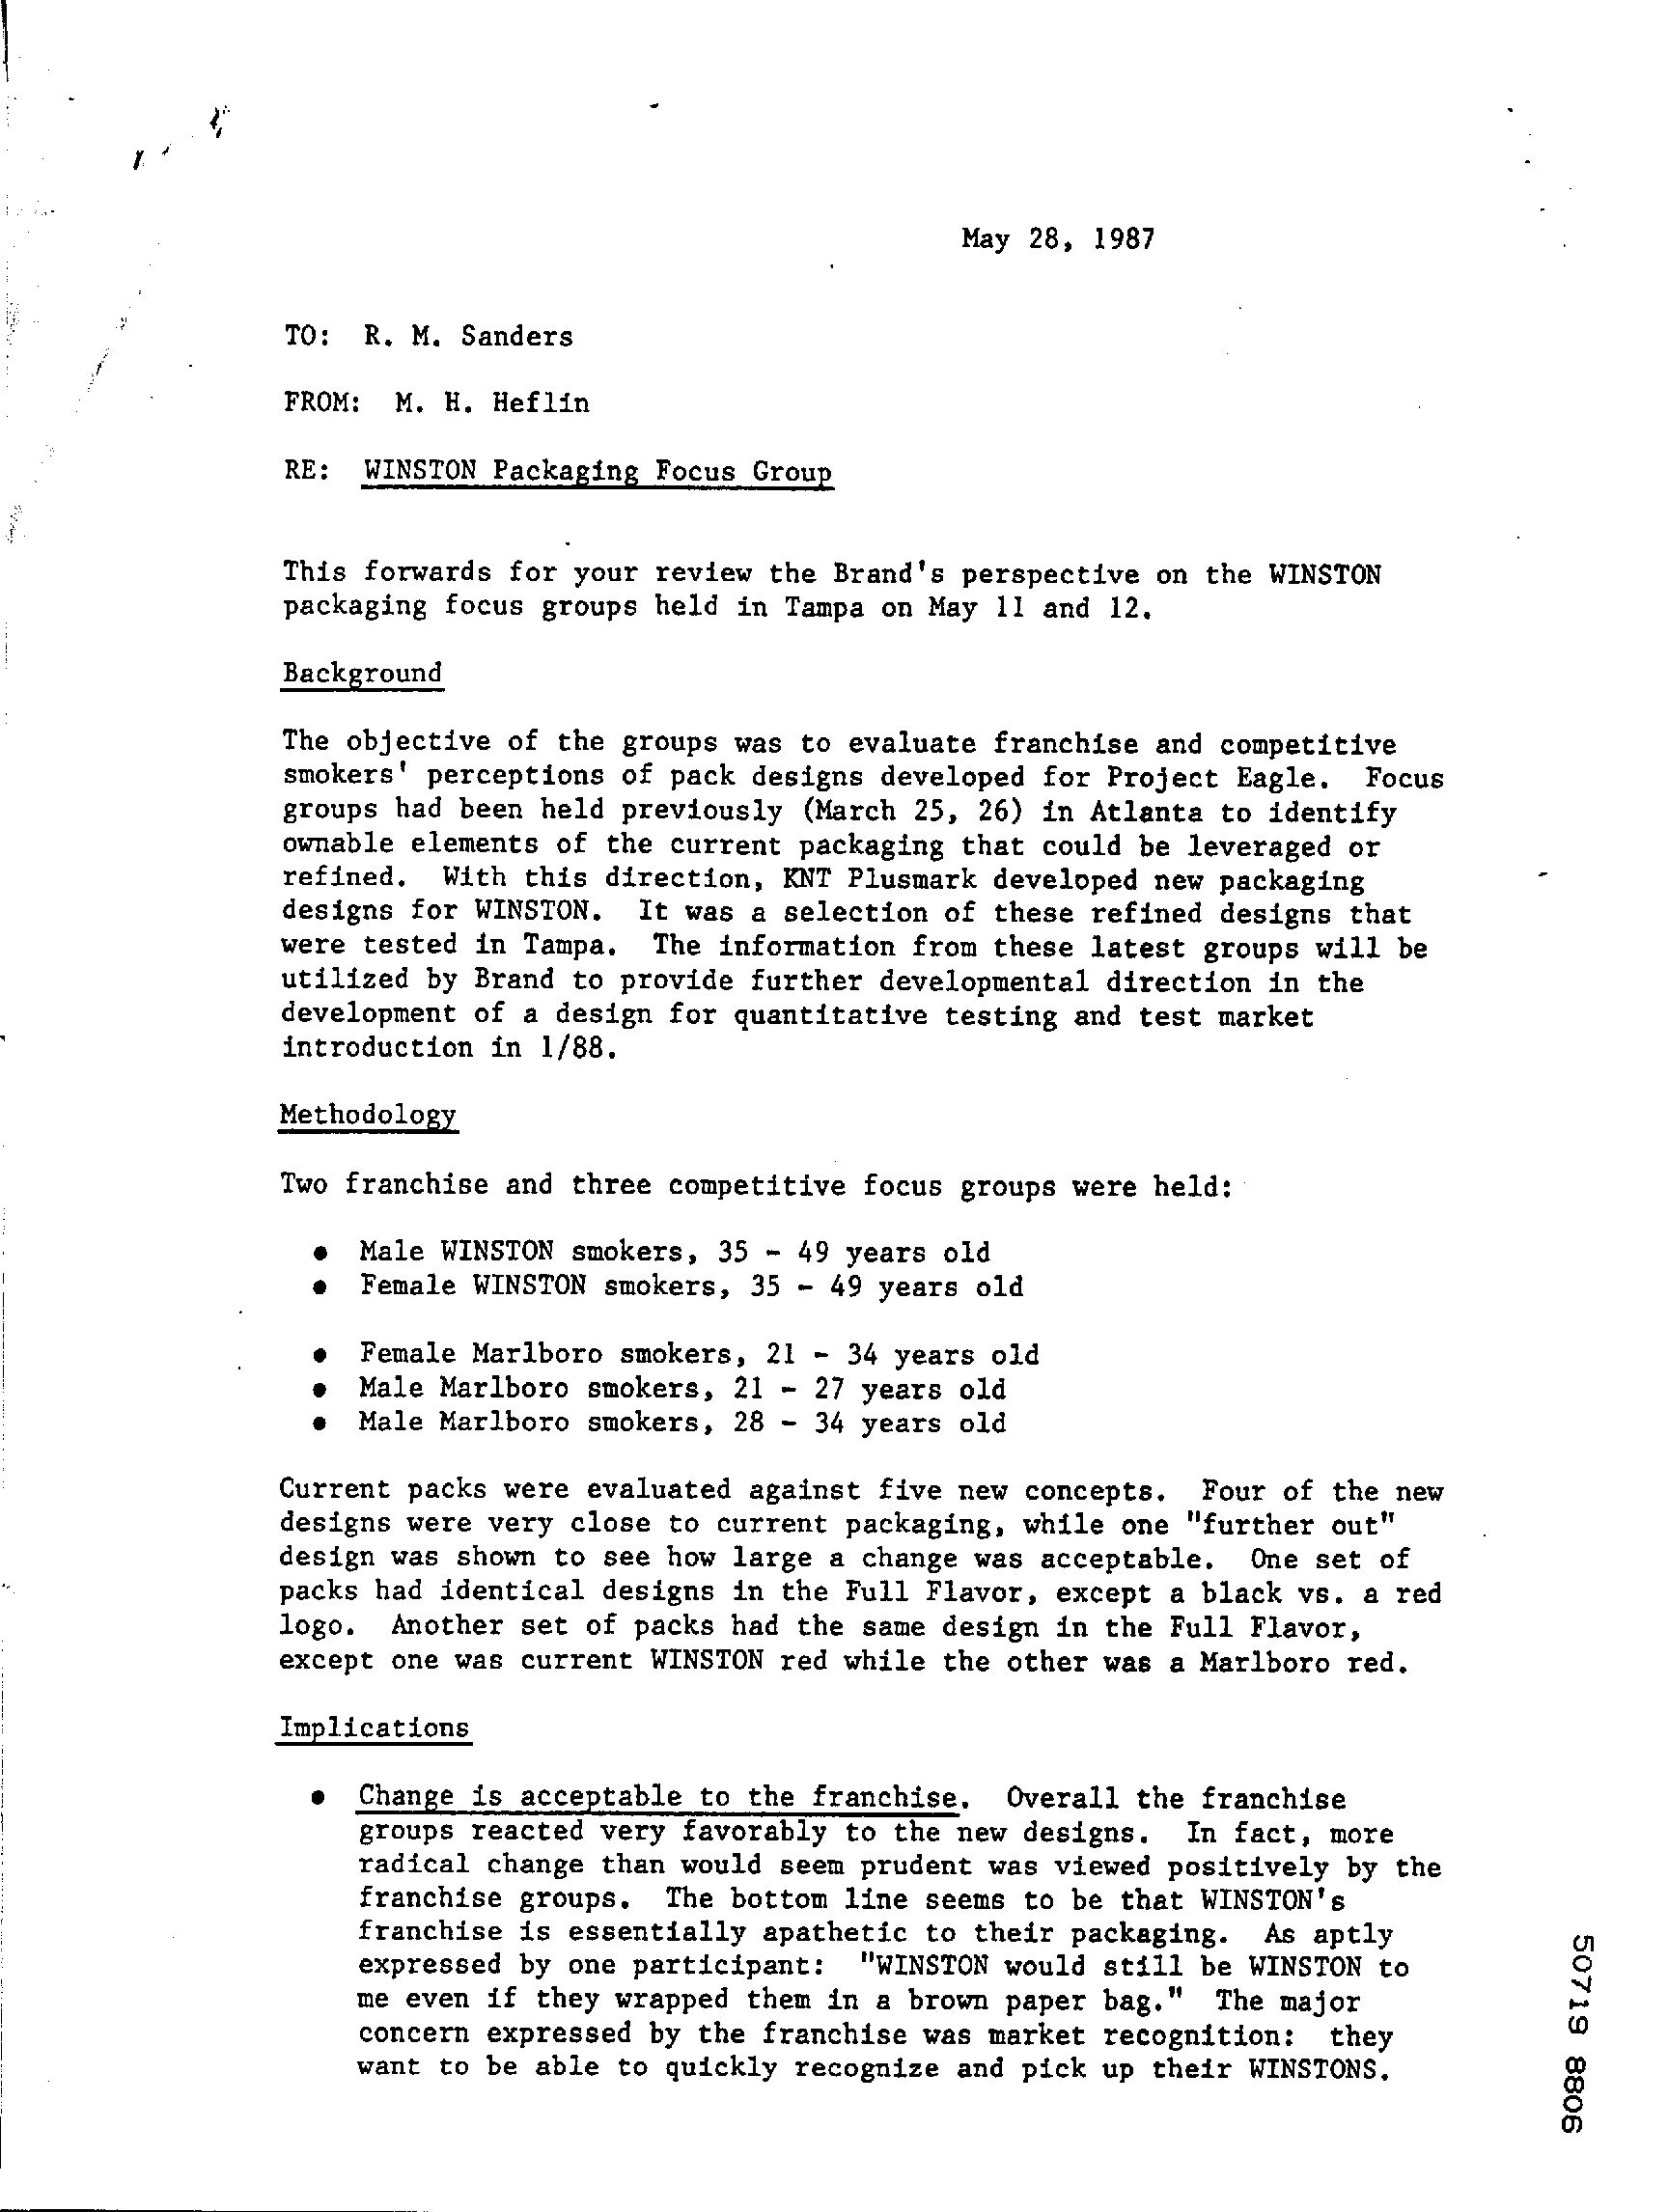 May 28, 1987
TO: R. M. Sanders
FROM: M. H. Heflin
RE: WINSTON Packaging Focus Group
This forwards for your review the Brand's perspective on the WINSTON
packaging focus groups held in Tampa on May 11 and 12.
Background
The objective of the groups was to evaluate franchise and competitive
smokers' perceptions of pack designs developed for Project Eagle. Focus
groups had been held previously (March 25, 26) in Atlanta to identify
ownable elements of the current packaging that could be leveraged or
refined. With this direction, KNT Plusmark developed new packaging
designs for WINSTON. It was a selection of these refined designs that
were tested in Tampa. The information from these latest groups will be
utilized by Brand to provide further developmental direction in the
development of a design for quantitative testing and test market
introduction in 1/88.
Methodology
Two franchise and three competitive focus groups were held:
• Male WINSTON smokers, 35 - 49 years old
• Female WINSTON smokers, 35 - 49 years old
• Female Marlboro smokers, 21 - 34 years old
• Male Marlboro smokers, 21 - 27 years old
• Male Marlboro smokers, 28 - 34 years old
Current packs were evaluated against five new concepts. Four of the new
designs were very close to current packaging, while one "further out"
design was shown to see how large a change was acceptable. One set of
packs had identical designs in the Full Flavor, except a black vs. a red
logo. Another set of packs had the same design in the Full Flavor,
except one was current WINSTON red while the other was a Marlboro red.
Implications
• Change is acceptable to the franchise. Overall the franchise
groups reacted very favorably to the new designs. In fact, more
radical change than would seem prudent was viewed positively by the
franchise groups. The bottom line seems to be that WINSTON's
franchise is essentially apathetic to their packaging. As aptly
expressed by one participant: "WINSTON would still be WINSTON to
me even if they wrapped them in a brown paper bag." The major
concern expressed by the franchise was market recognition: they
want to be able to quickly recognize and pick up their WINSTONS.
50719 8806